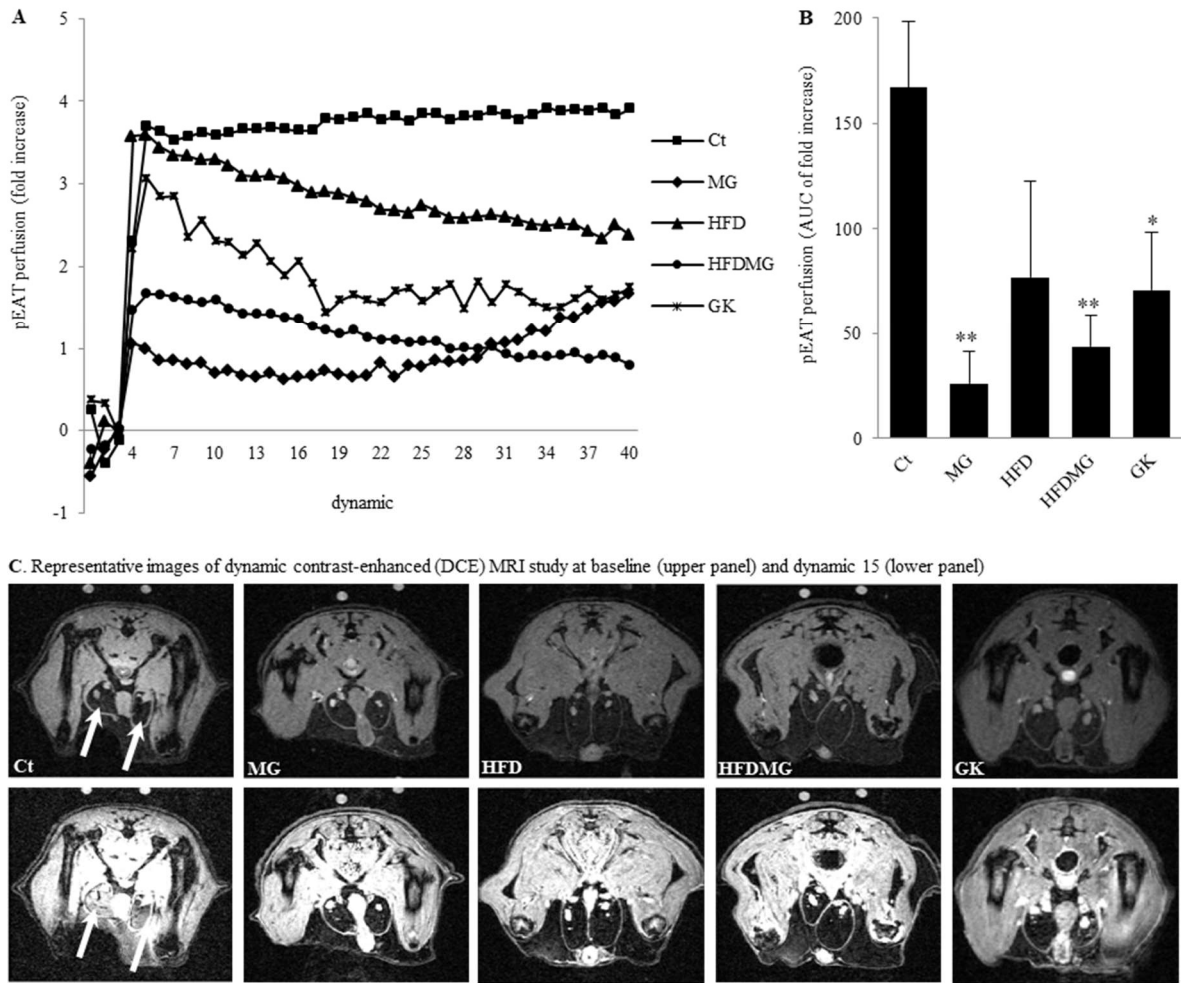 A
pEAT perfusion (fold increase)
5
4
3
2
1
0
-1
4 7 10 13 16 19 22 25 28 31 34 37 40
dynamic
Ct
MG
HFD
HFDMG
GK
B
pEAT perfusion (AUC of fold increase)
200
150
100
50
0
**
**
*
Ct
MG
HFD
HFDMG
GK
C. Representative images of dynamic contrast-enhanced (DCE) MRI study at baseline (upper panel) and dynamic 15 (lower panel)
Ct
MG
HFD
HFDMG
GK